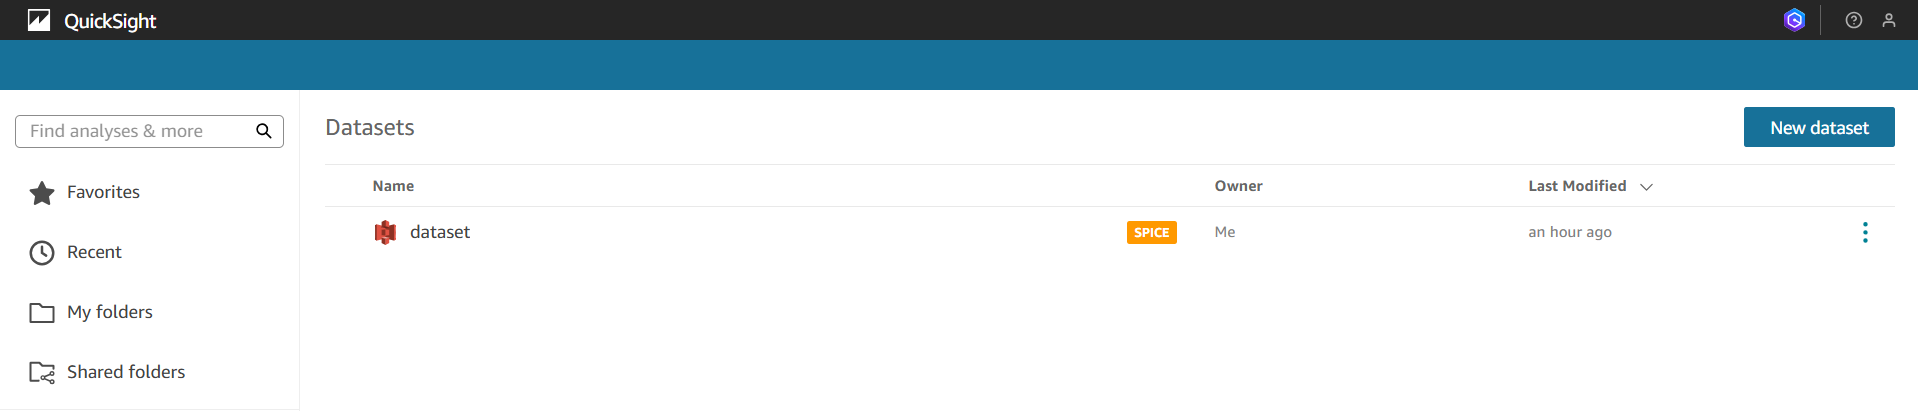 QuickSight
Find analyses & more
Favorites
Recent
My folders
Shared folders
Datasets
New dataset
Name Owner Last Modified
dataset SPICE Me an hour ago